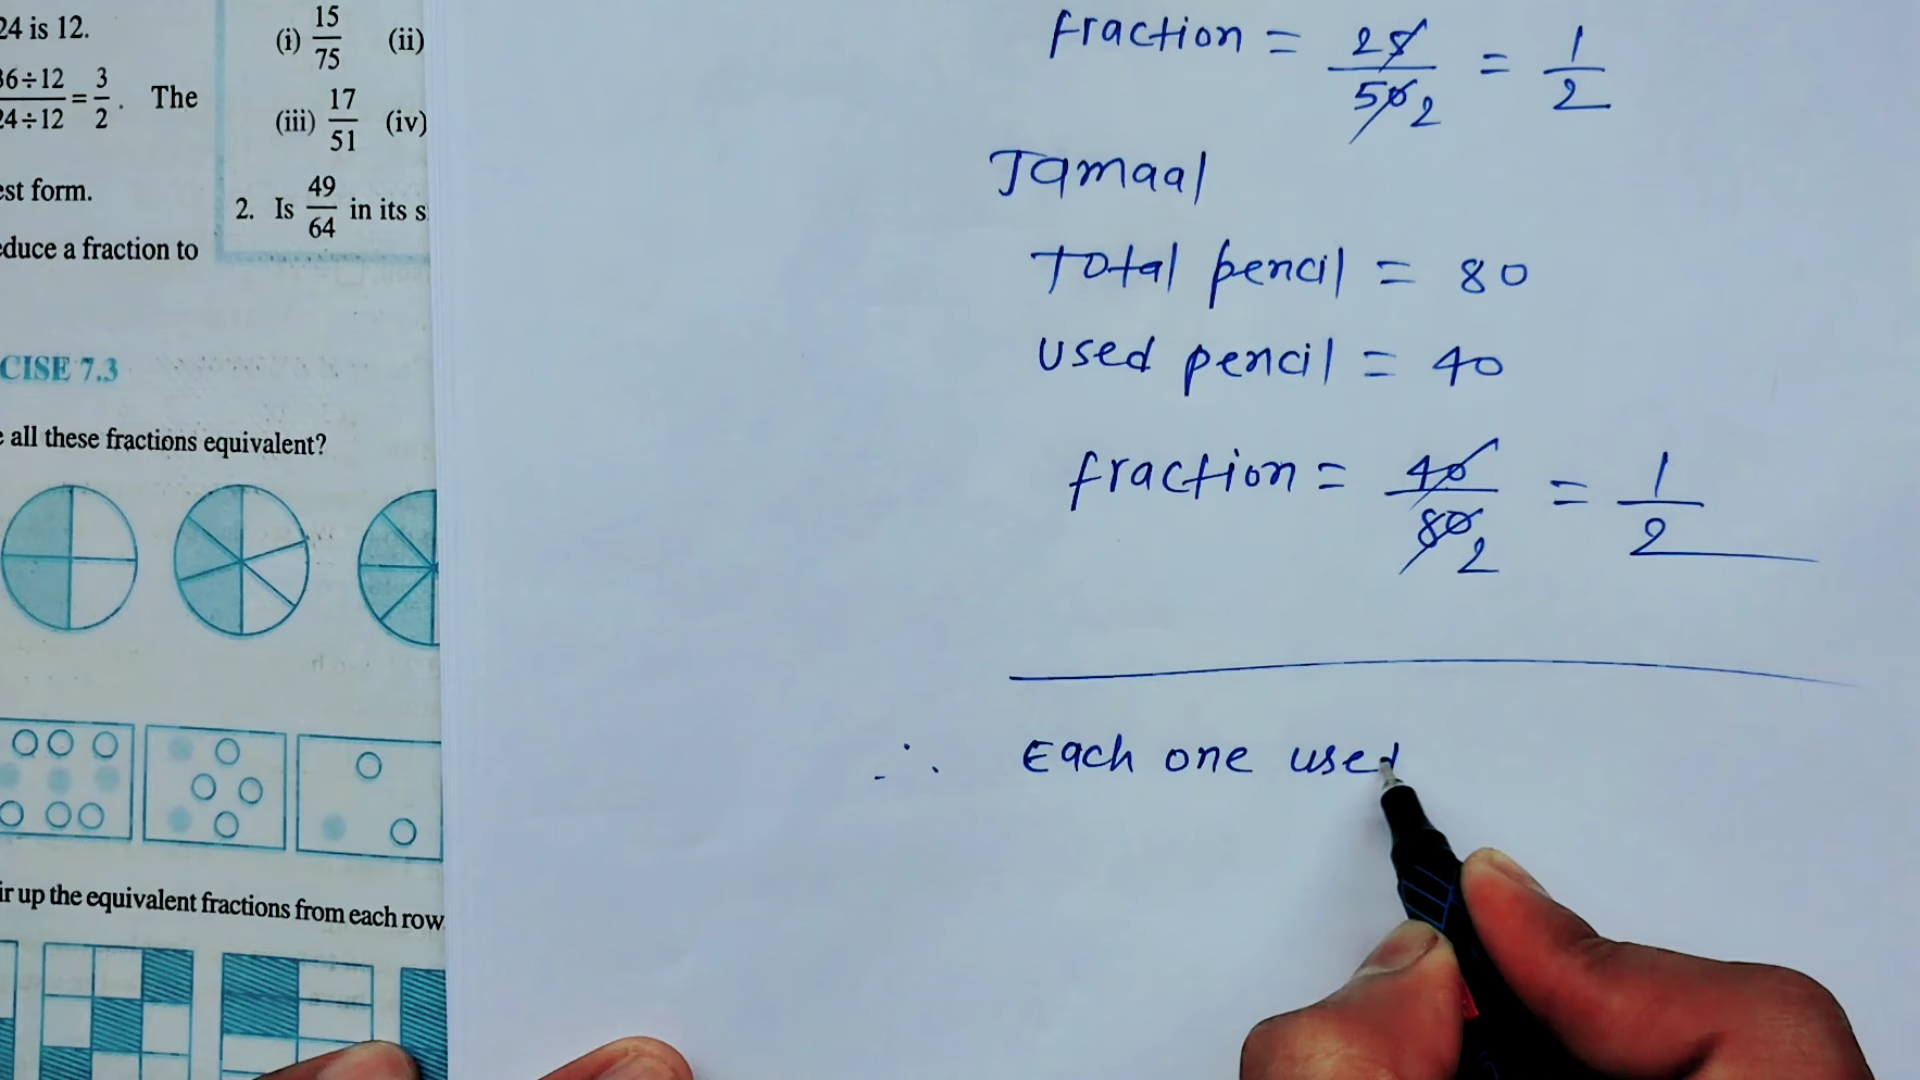 24 is 12.
36÷12/24÷12 = 3/2. The
est form.
educe a fraction to
(i) 15/75 (ii)
(iii) 17/51 (iv)
2. Is 49/64 in its s
CISE 7.3
e all these fractions equivalent?
ir up the equivalent fractions from each row
fraction = 25/50 2 = 1/2
Jamaal
Total pencil = 80
used pencil = 40
fraction = 40/80 2 = 1/2
∴ Each one used